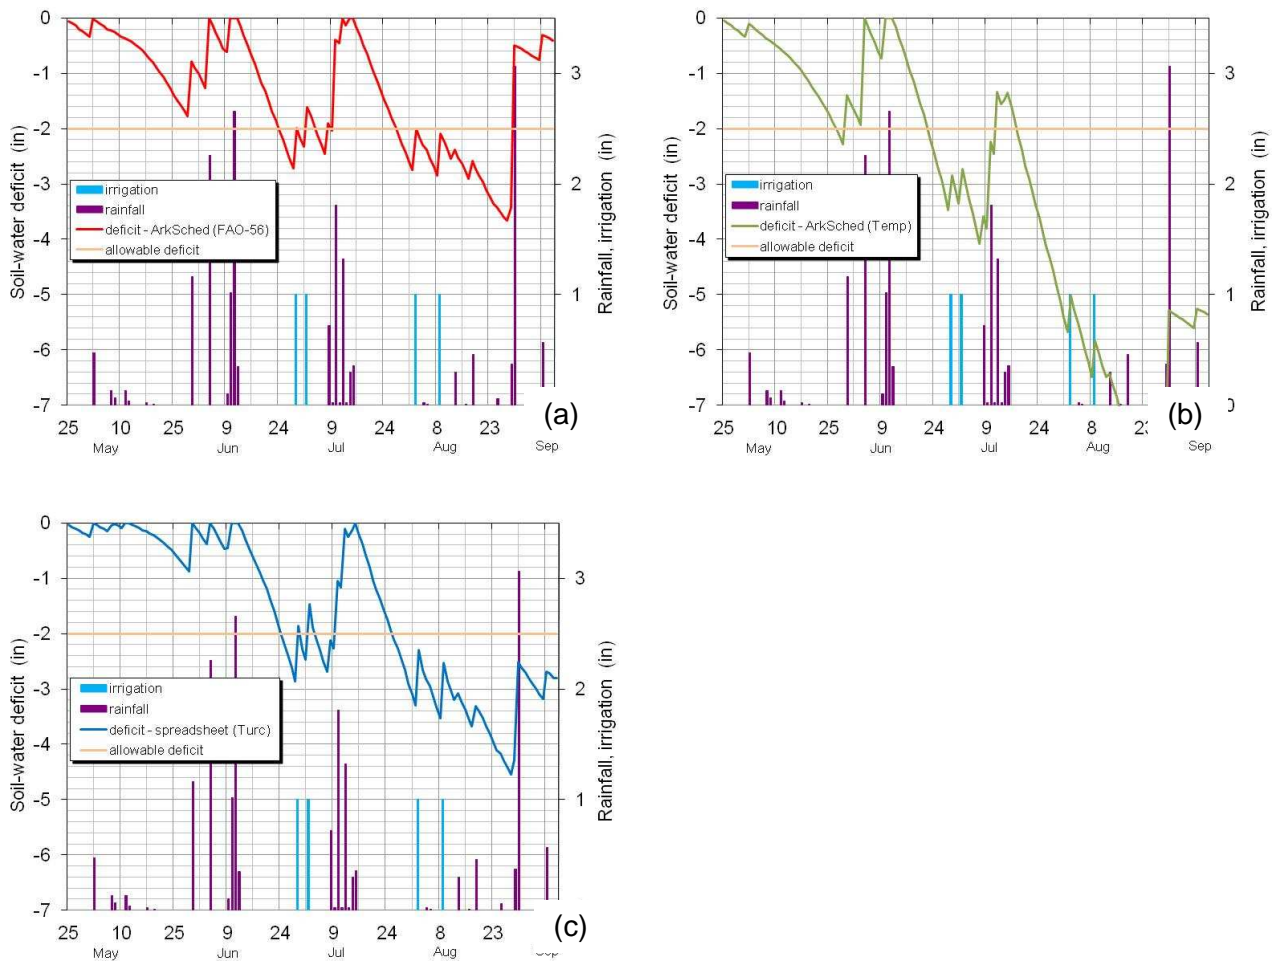 0
-1
-2
-3
-4
-5
-6
-7
Soil-water deficit (in)
3
2
1
Rainfall, irrigation (in)
irrigation
rainfall
deficit - ArkSched (FAO-56)
allowable deficit
25 10 25 9 24 9 24 8 23
May Jun Jul Aug Sep
(a)
0
-1
-2
-3
-4
-5
-6
-7
Soil-water deficit (in)
3
2
1
Rainfall, irrigation (in)
irrigation
rainfall
deficit - ArkSched (Temp)
allowable deficit
25 10 25 9 24 9 24 8
May Jun Jul Aug Sep
(b)
0
-1
-2
-3
-4
-5
-6
-7
Soil-water deficit (in)
3
2
1
Rainfall, irrigation (in)
irrigation
rainfall
deficit - spreadsheet (Turc)
allowable deficit
25 10 25 9 24 9 24 8 23
May Jun Jul Aug
(c)